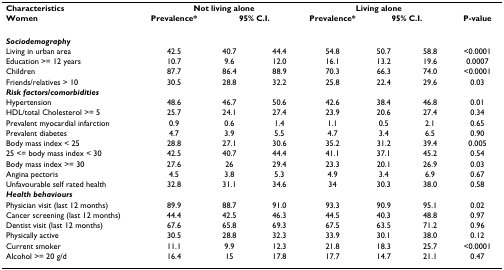 Characteristics Not living alone Living alone
Women Prevalence* 95% C.I. Prevalence* 95% C.I. P-value
Sociodemography
Living in urban area 42.5 40.7 44.4 54.8 50.7 58.8 <0.0001
Education >= 12 years 10.7 9.6 12.0 16.1 13.2 19.6 0.0007
Children 87.7 86.4 88.9 70.3 66.3 74.0 <0.0001
Friends/relatives > 10 30.5 28.8 32.2 25.8 22.4 29.6 0.03
Risk factors/comorbidities
Hypertension 48.6 46.7 50.6 42.6 38.4 46.8 0.01
HDL/total Cholesterol >= 5 25.7 24.1 27.4 23.9 20.6 27.4 0.34
Prevalent myocardial infarction 0.9 0.6 1.4 1.1 0.5 2.1 0.65
Prevalent diabetes 4.7 3.9 5.5 4.7 3.4 6.5 0.90
Body mass index < 25 28.8 27.1 30.6 35.2 31.2 39.4 0.005
25 <= body mass index < 30 42.5 40.7 44.4 41.1 37.1 45.2 0.54
Body mass index >= 30 27.6 26 29.4 23.3 20.1 26.9 0.03
Angina pectoris 4.5 3.8 5.3 4.9 3.4 6.9 0.67
Unfavourable self rated health 32.8 31.1 34.6 34 30.3 38.0 0.58
Health behaviours
Physician visit (last 12 months) 89.9 88.7 91.0 93.3 90.9 95.1 0.02
Cancer screening (last 12 months) 44.4 42.5 46.3 44.5 40.3 48.8 0.97
Dentist visit (last 12 months) 67.6 65.8 69.3 67.5 63.5 71.2 0.96
Physically active 30.5 28.8 32.3 33.9 30.1 38.0 0.12
Current smoker 11.1 9.9 12.3 21.8 18.3 25.7 <0.0001
Alcohol >= 20 g/d 16.4 15 17.8 17.7 14.7 21.1 0.47